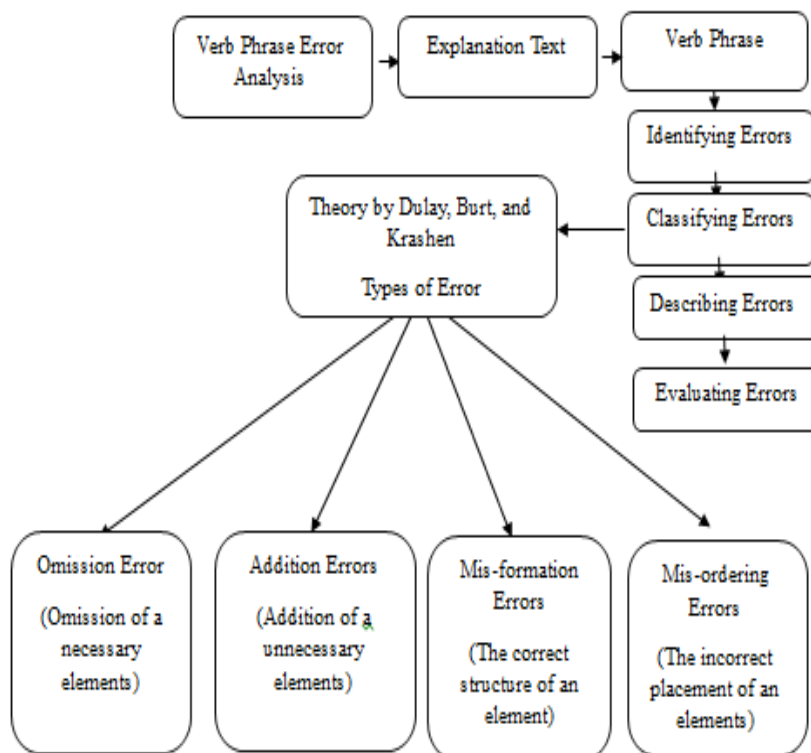 Verb Phrase Error
Analysis
Explanation Text
Verb Phrase
Identifying Errors
Theory by Dulay, Burt, and
Krashen
Types of Error
Classifying Errors
Describing Errors
Evaluating Errors
Omission Error
(Omission of a
necessary
elements)
Addition Errors
(Addition of a
unnecessary
elements)
Mis-formation
Errors
(The correct
structure of an
element)
Mis-ordering
Errors
(The incorrect
placement of an
elements)